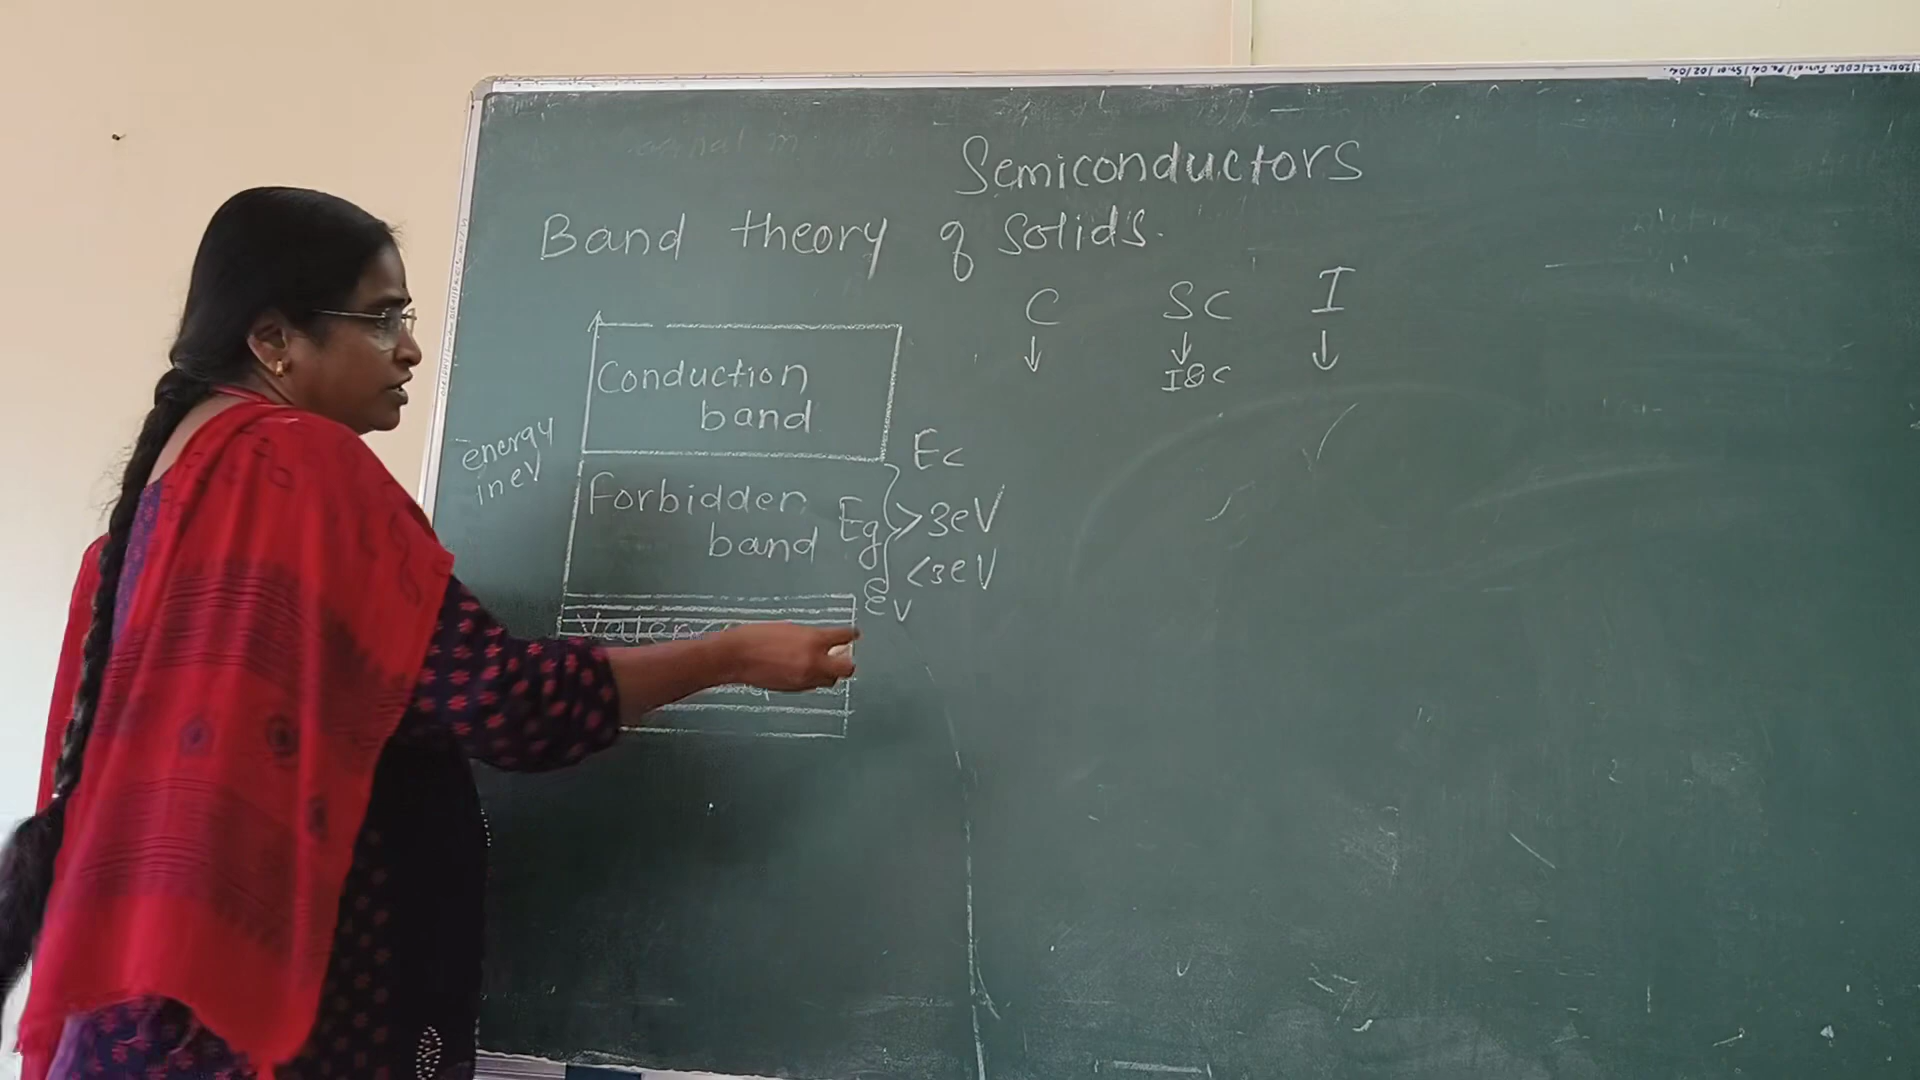 Semiconductors
Band theory of solids.
C SC I
↓ ↓ ↓
I&C
Conduction
band
energy
in eV
Ec
Forbidden
band
Eg
>3eV
<3eV
Ev